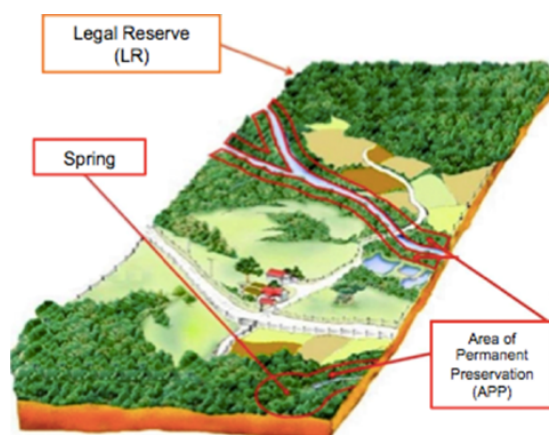 Legal Reserve
(LR)
Spring
Area of
Permanent
Preservation
(APP)